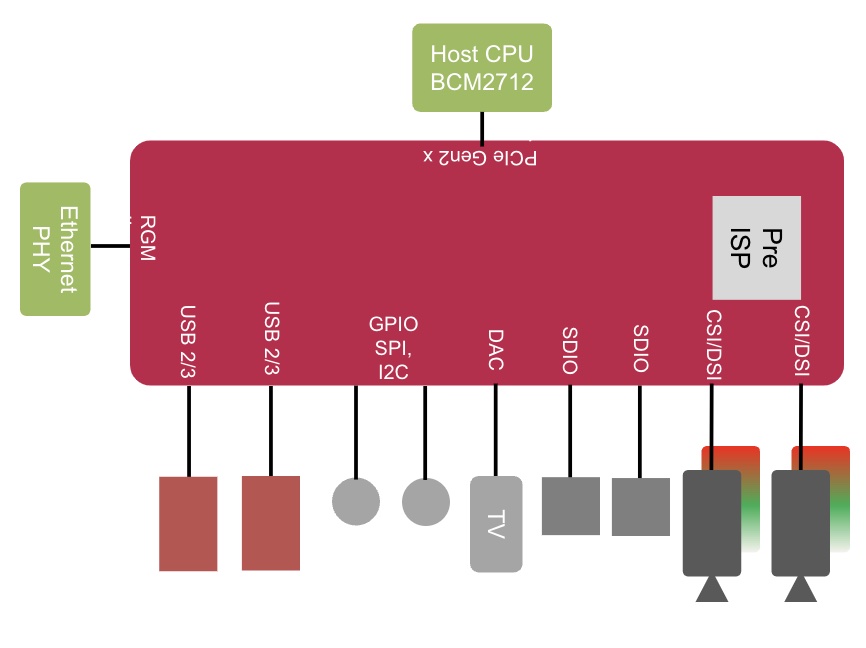 Host CPU
BCM2712
PCIe Gen2 x
Ethernet
PHY
RGM
Pre
ISP
USB 2/3
USB 2/3
GPIO
SPI,
I2C
DAC
SDIO
SDIO
CSI/DSI
CSI/DSI
TV